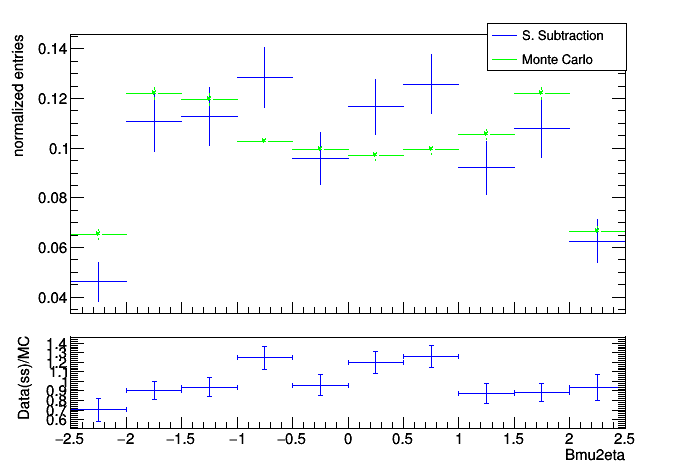 S. Subtraction
Monte Carlo
normalized entries
0.14
0.12
0.1
0.08
0.06
0.04
Data(ss)/MC
1.4
1.3
1.2
1.1
1
0.9
0.8
0.7
0.6
−2.5 −2 −1.5 −1 −0.5 0 0.5 1 1.5 2 2.5
Bmu2eta